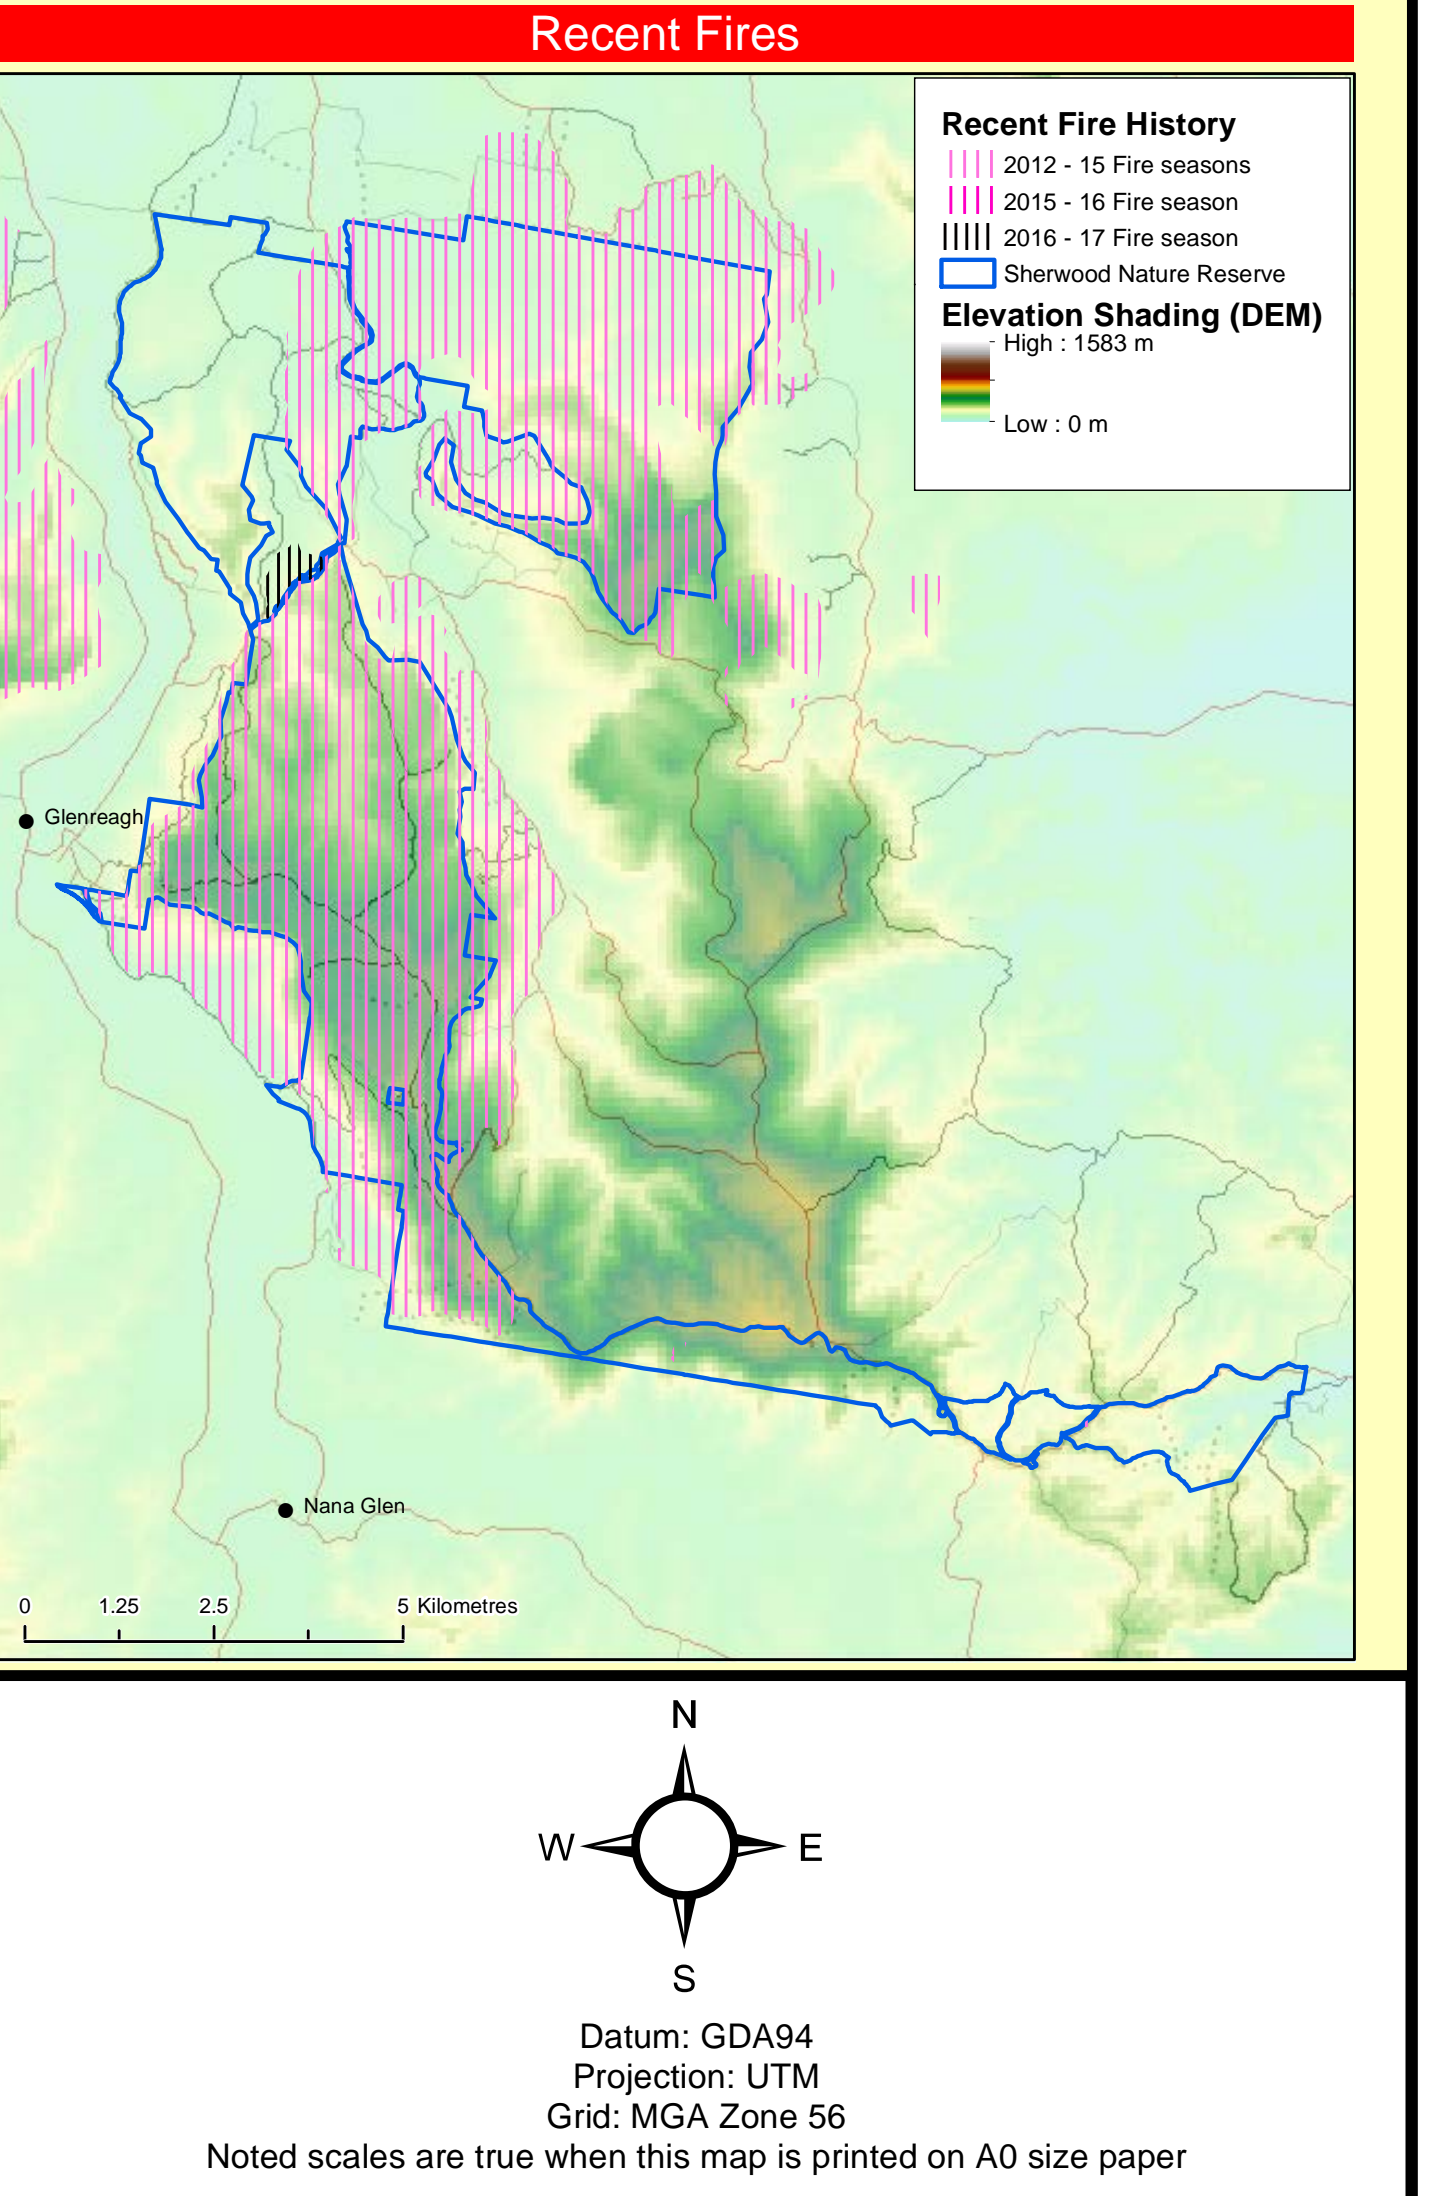 Recent Fires
Recent Fire History
2012 - 15 Fire seasons
2015 - 16 Fire season
2016 - 17 Fire season
Sherwood Nature Reserve
Elevation Shading (DEM)
High : 1583 m
Low : 0 m
Glenreagh
Nana Glen
0 1.25 2.5 5 Kilometres
N
W E
S
Datum: GDA94
Projection: UTM
Grid: MGA Zone 56
Noted scales are true when this map is printed on A0 size paper